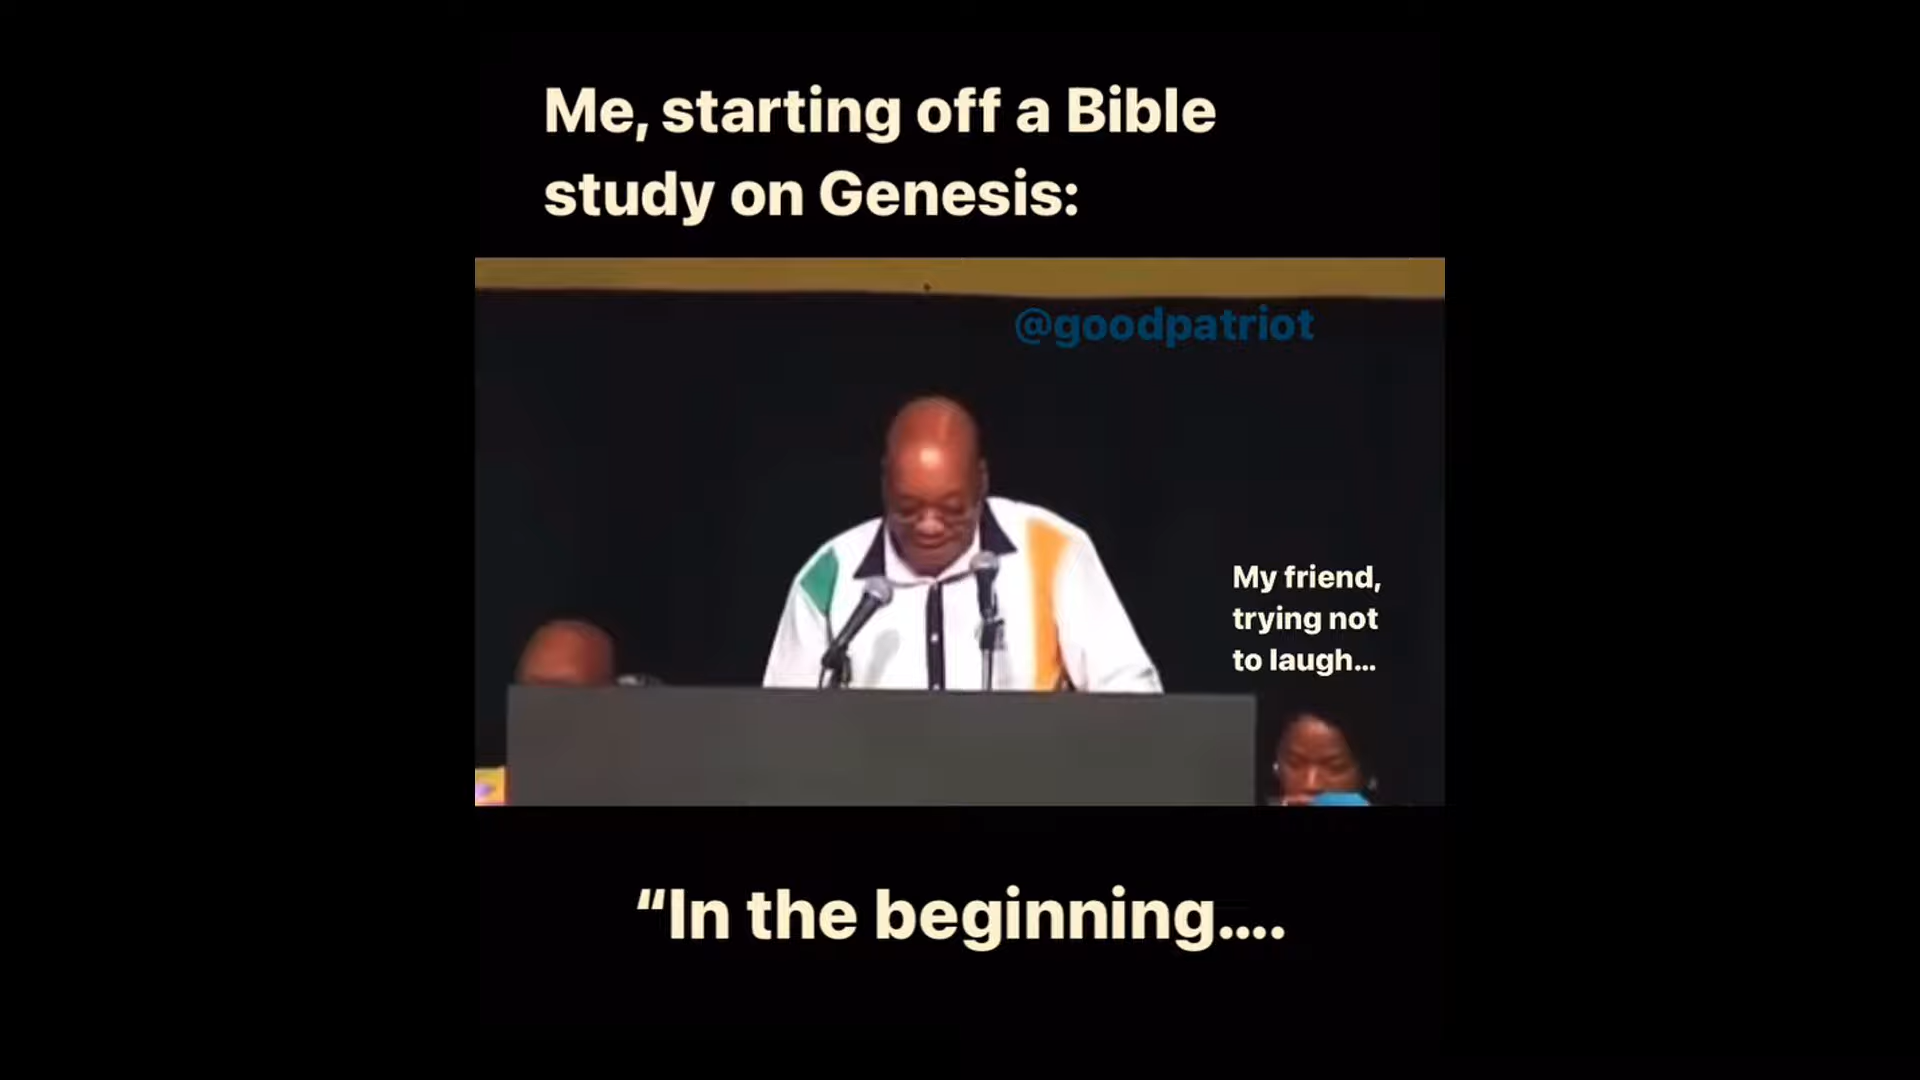 Me, starting off a Bible
study on Genesis:
@goodpatriot
My friend,
trying not
to laugh...
“In the beginning....